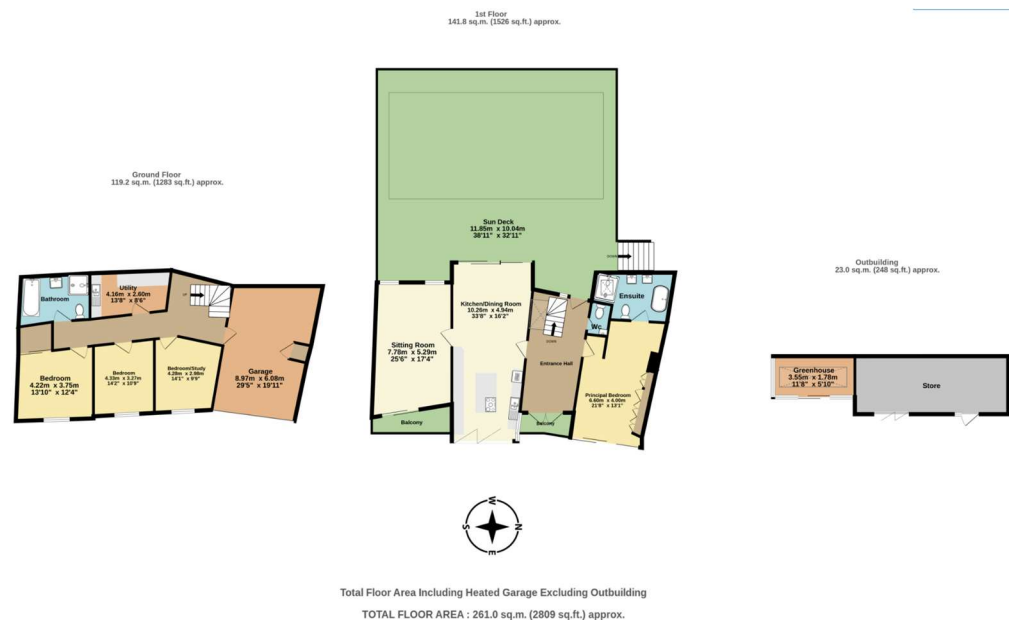 1st Floor
141.8 sq.m. (1526 sq.ft.) approx.
Ground Floor
119.2 sq.m. (1283 sq.ft.) approx.
Sun Deck
11.85m x 10.04m
38'11" x 32'11"
Outbuilding
23.0 sq.m. (248 sq.ft.) approx.
DOWN
Bathroom
Utility
4.16m x 2.60m
13'8" x 8'6"
UP
Kitchen/Dining Room
10.26m x 4.94m
33'8" x 16'2"
Ensuite
Wc
DOWN
Sitting Room
7.78m x 5.29m
25'6" x 17'4"
Entrance Hall
Bedroom
4.22m x 3.75m
13'10" x 12'4"
Bedroom
4.33m x 3.27m
14'2" x 10'9"
Bedroom/Study
4.28m x 2.98m
14'1" x 9'9"
Garage
8.97m x 6.08m
29'5" x 19'11"
Greenhouse
3.55m x 1.78m
11'8" x 5'10"
Store
Principal Bedroom
6.60m x 4.00m
21'8" x 13'1"
Balcony
Balcony
W
S
N
E
Total Floor Area Including Heated Garage Excluding Outbuilding
TOTAL FLOOR AREA : 261.0 sq.m. (2809 sq.ft.) approx.